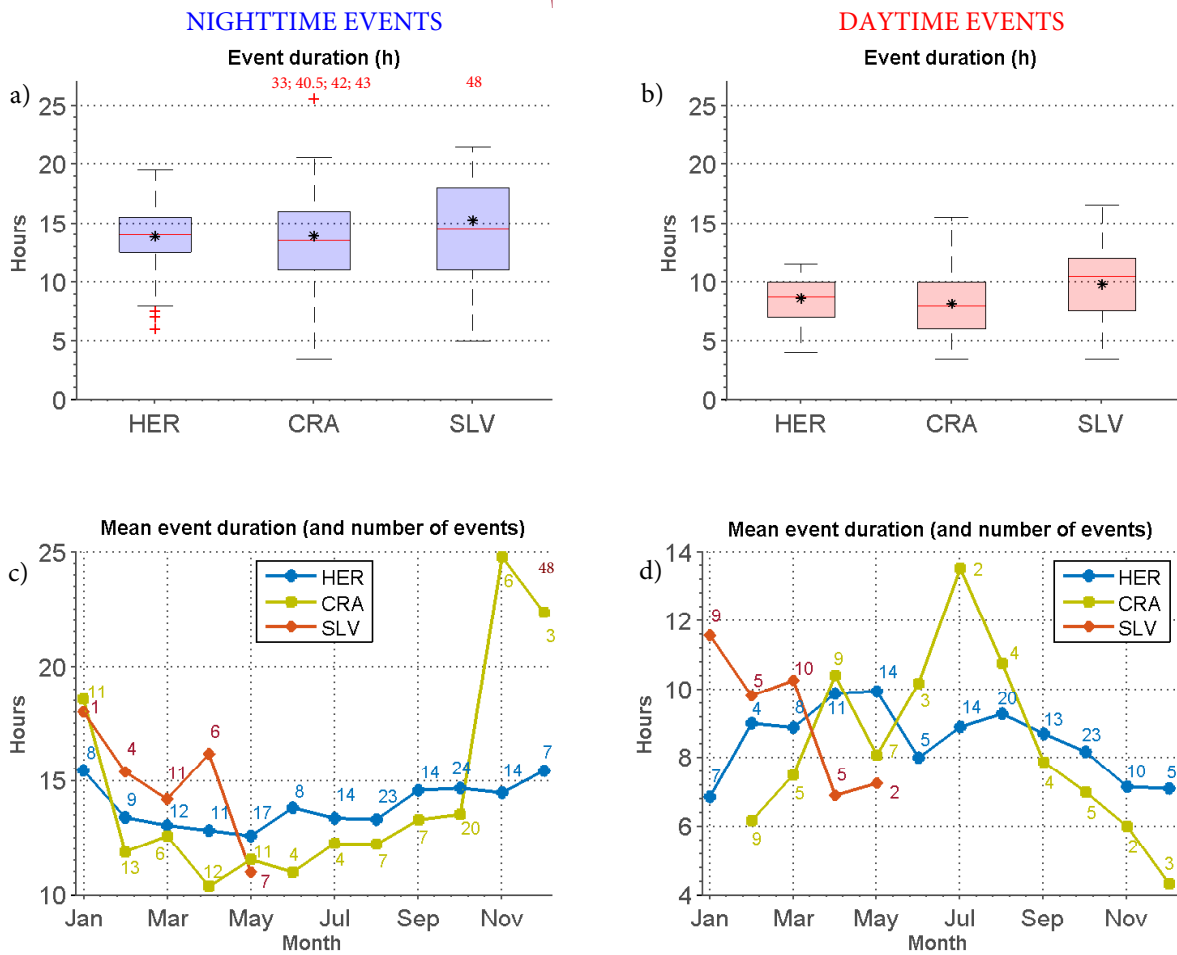 NIGHTTIME EVENTS
Event duration (h)
a)
33; 40.5; 42; 43
48
25
20
15
10
5
0
Hours
HER CRA SLV
DAYTIME EVENTS
Event duration (h)
b)
25
20
15
10
5
0
Hours
HER CRA SLV
Mean event duration (and number of events)
c)
HER
CRA
SLV
48
25
20
15
10
Hours
8 9 12 11 17 8 14 23 14 24 14 7
11 13 6 12 11 4 4 7 7 20 6 3
1 4 11 6 7
Jan Mar May Jul Sep Nov
Month
Mean event duration (and number of events)
d)
HER
CRA
SLV
14
12
10
8
6
4
Hours
7 4 8 11 14 5 14 20 13 23 10 5
9 5 9 7 3 2 4 4 5 2 3
9 5 10 5 2
Jan Mar May Jul Sep Nov
Month